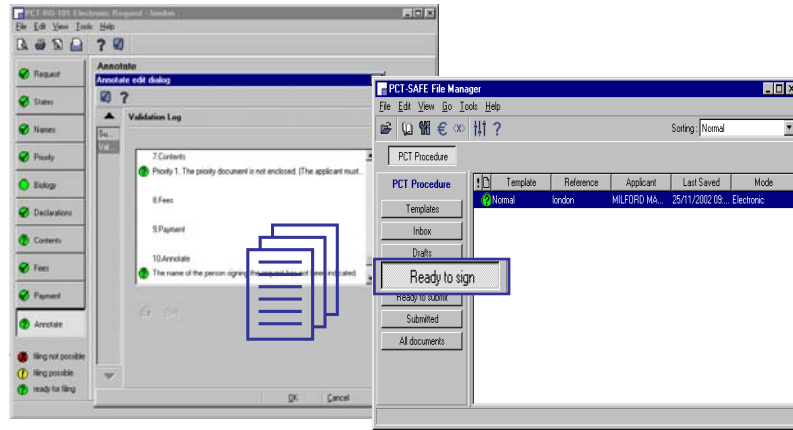 PCT-RO-101 Electronic Request - london
File Edit View Tools Help
Request
States
Names
Priority
Biology
Declarations
Contents
Fees
Payment
Annotate
filing not possible
filing possible
ready for filing
Annotate
Annotate edit dialog
Validation Log
Su...
Val...
7.Contents
Priority 1. The priority document is not enclosed. (The applicant must...
8.Fees
9.Payment
10.Annotate
The name of the person signing the request has not been indicated.
OK Cancel
PCT-SAFE File Manager
File Edit View Go Tools Help
Sorting: Normal
PCT Procedure
PCT Procedure
Templates
Inbox
Drafts
Ready to sign
Ready to submit
Submitted
All documents
! Template Reference Applicant Last Saved Mode
Normal london MILFORD MA... 25/11/2002 09:... Electronic